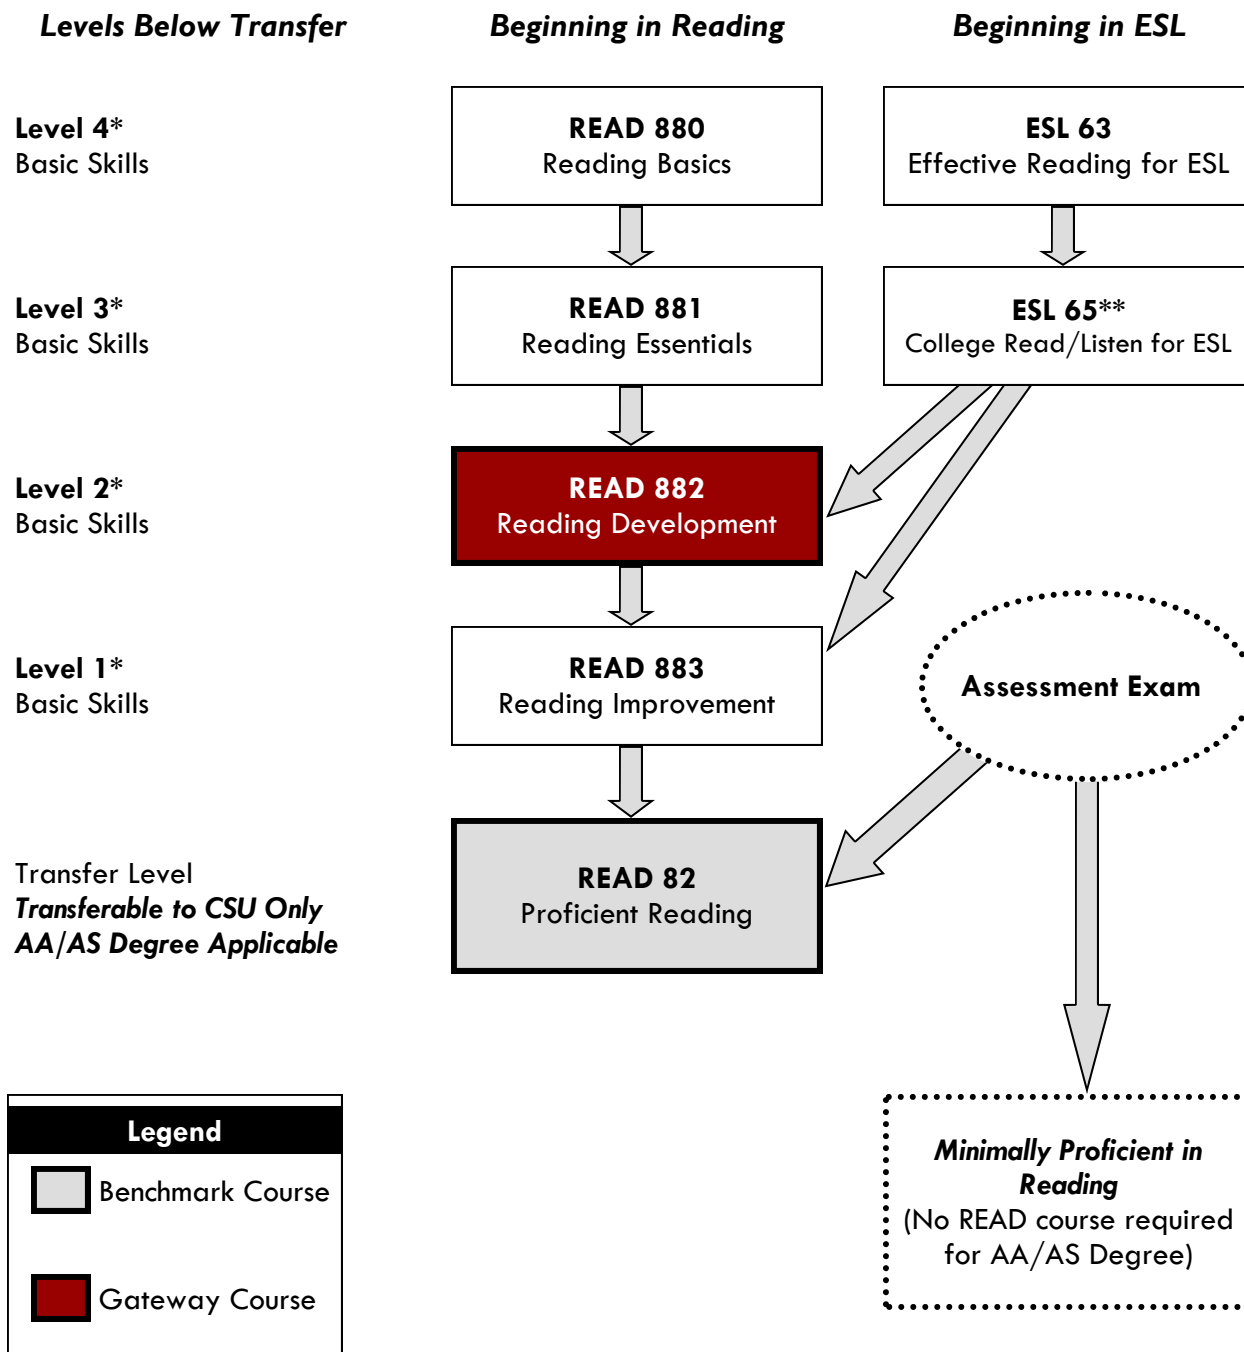 Levels Below Transfer
Beginning in Reading
Beginning in ESL
Level 4*
Basic Skills
READ 880
Reading Basics
ESL 63
Effective Reading for ESL
Level 3*
Basic Skills
READ 881
Reading Essentials
ESL 65**
College Read/Listen for ESL
Level 2*
Basic Skills
READ 882
Reading Development
Level 1*
Basic Skills
READ 883
Reading Improvement
Assessment Exam
Transfer Level
Transferable to CSU Only
AA/AS Degree Applicable
READ 82
Proficient Reading
Legend
Benchmark Course
Gateway Course
Minimally Proficient in
Reading
(No READ course required
for AA/AS Degree)